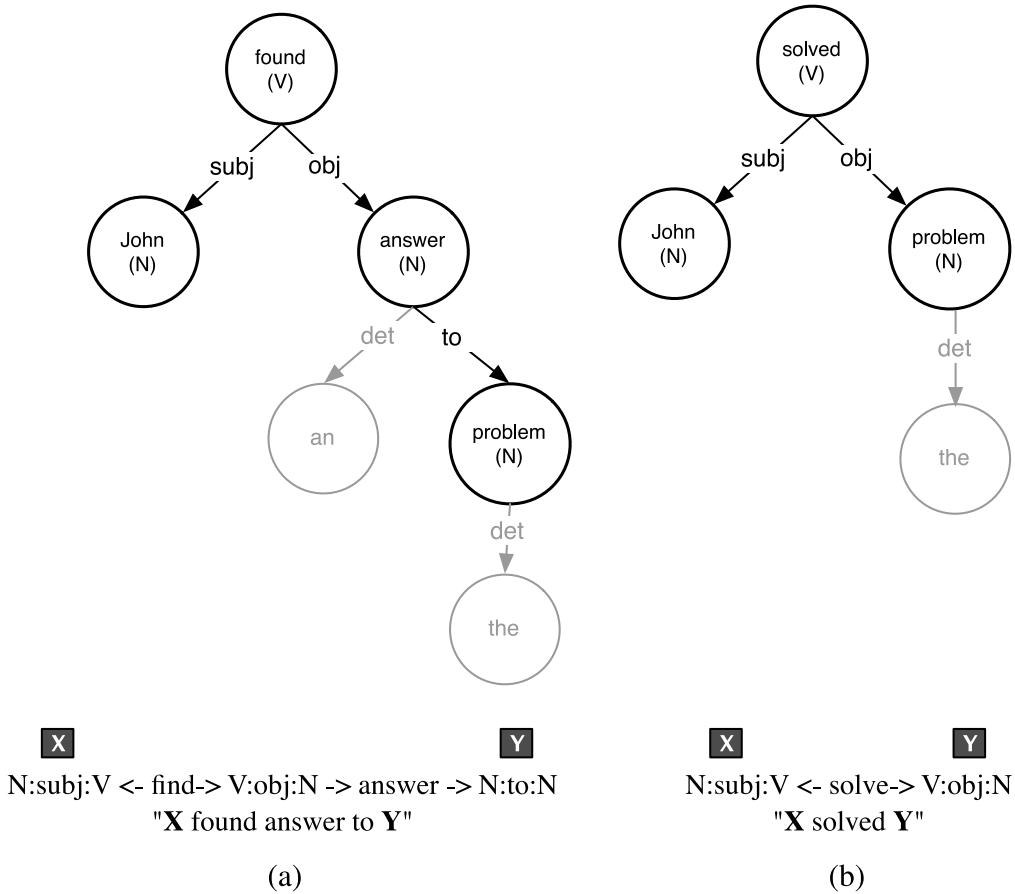 found
(V)
subj
obj
John
(N)
answer
(N)
det
to
an
problem
(N)
det
the
X
Y
N:subj:V <- find-> V:obj:N -> answer -> N:to:N
"X found answer to Y"
(a)
solved
(V)
subj
obj
John
(N)
problem
(N)
det
the
X
Y
N:subj:V <- solve-> V:obj:N
"X solved Y"
(b)